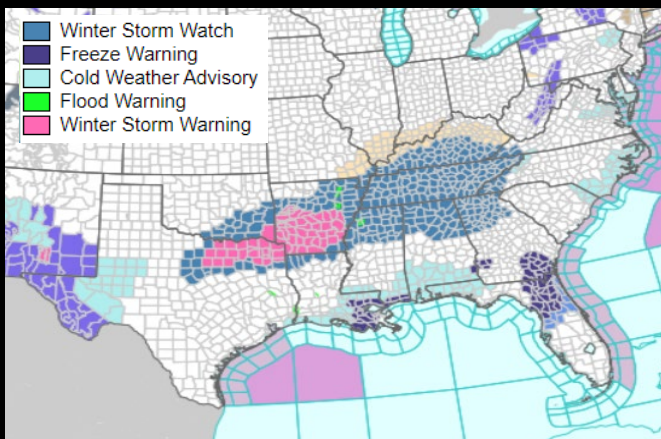 Winter Storm Watch
Freeze Warning
Cold Weather Advisory
Flood Warning
Winter Storm Warning